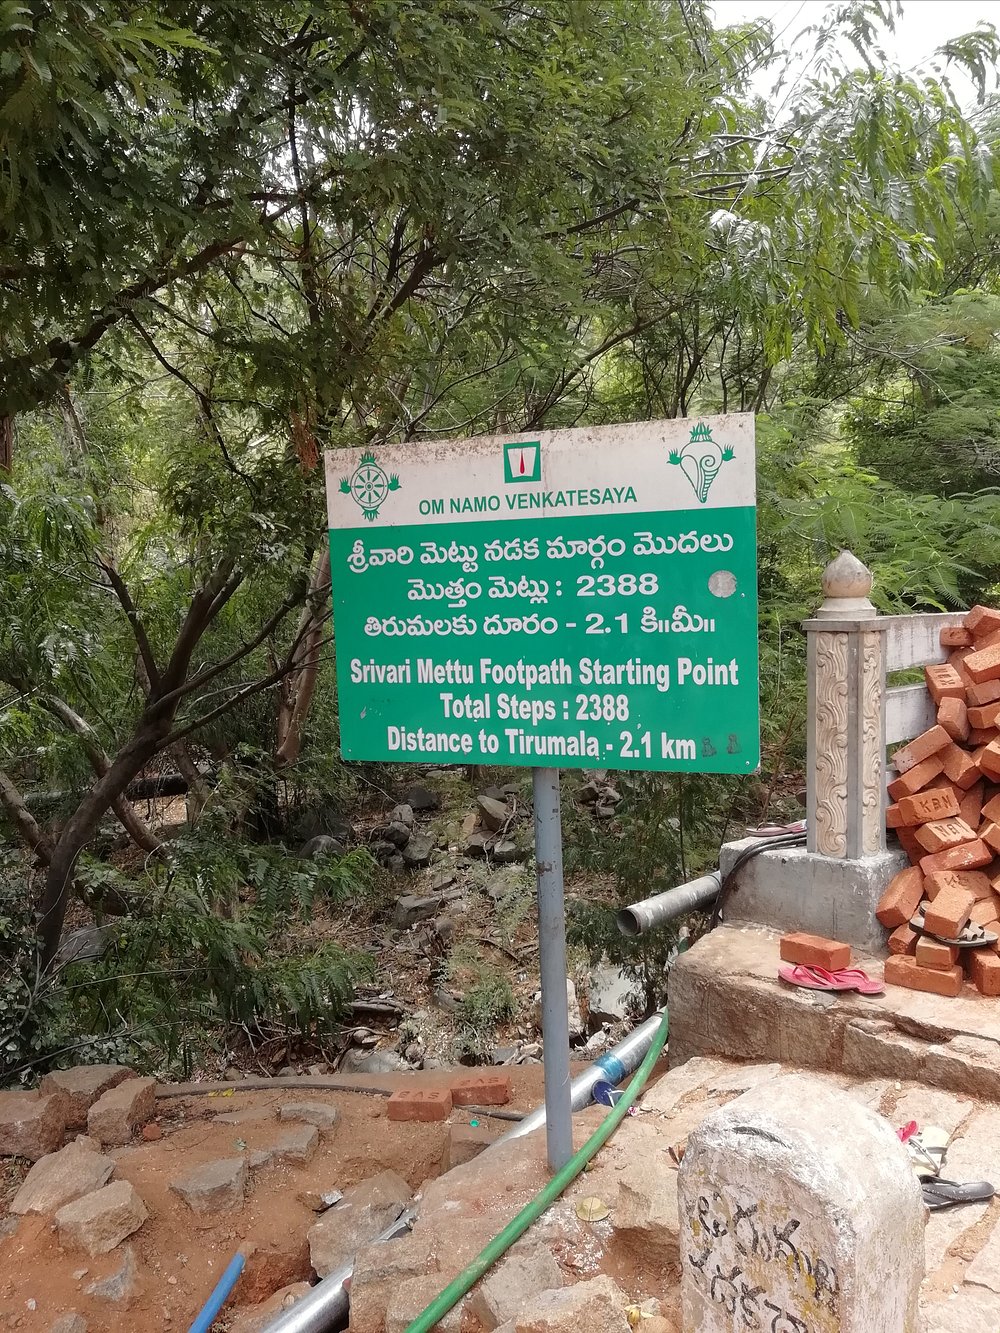 OM NAMO VENKATESAYA
శ్రీవారి మెట్టు నడక మార్గం మొదలు
మొత్తం మెట్లు : 2388
తిరుమలకు దూరం - 2.1 కి॥మీ॥
Srivari Mettu Footpath Starting Point
Total Steps : 2388
Distance to Tirumala - 2.1 km
KBN